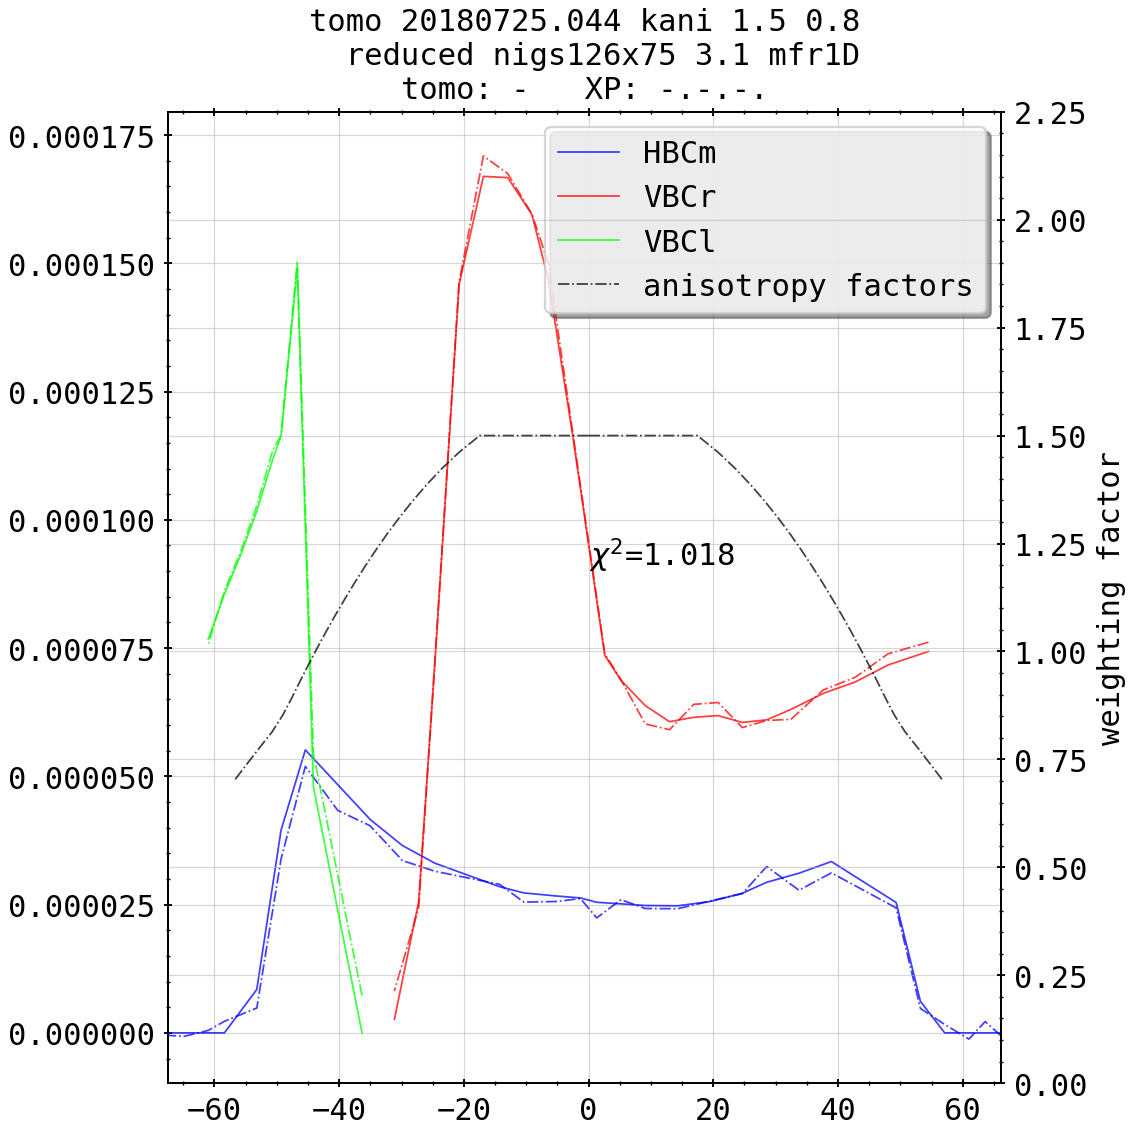 tomo 20180725.044 kani 1.5 0.8
reduced nigs126x75 3.1 mfr1D
tomo: -   XP: -.-.-.
HBCm
VBCr
VBCl
anisotropy factors
χ²=1.018
0.000175
0.000150
0.000125
0.000100
0.000075
0.000050
0.000025
0.000000
2.25
2.00
1.75
1.50
1.25
1.00
0.75
0.50
0.25
0.00
weighting factor
−60 −40 −20 0 20 40 60